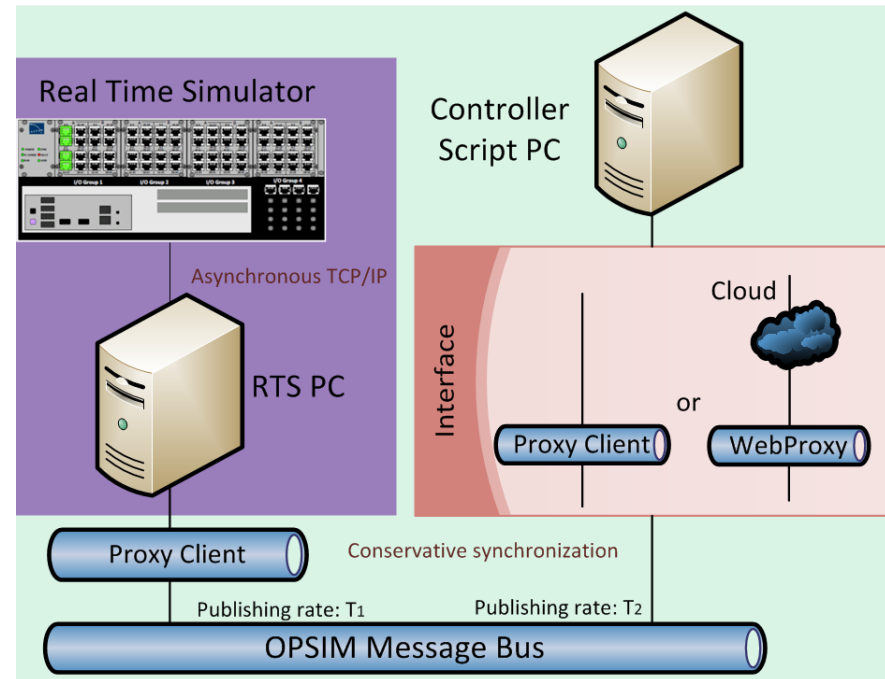 Real Time Simulator
I/O Group 1
I/O Group 2
I/O Group 3
I/O Group 4
Asynchronous TCP/IP
RTS PC
Proxy Client
Controller
Script PC
Interface
Cloud
or
Proxy Client
WebProxy
Conservative synchronization
Publishing rate: T1
Publishing rate: T2
OPSIM Message Bus